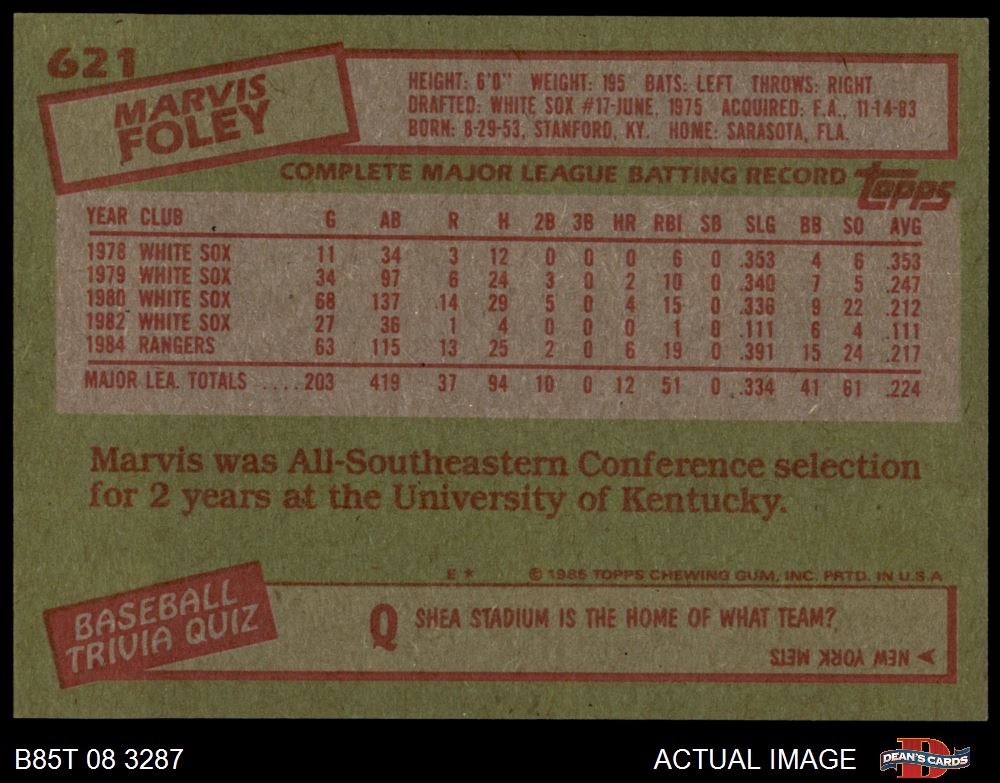 621
MARVIS
FOLEY
HEIGHT: 6'0" WEIGHT: 195 BATS: LEFT THROWS: RIGHT
DRAFTED: WHITE SOX #17-JUNE, 1975 ACQUIRED: F.A., 11-14-83
BORN: 8-29-53, STANFORD, KY. HOME: SARASOTA, FLA.
COMPLETE MAJOR LEAGUE BATTING RECORD topps
YEAR CLUB G AB R H 2B 3B HR RBI SB SLG BB SO AVG
1978 WHITE SOX 11 34 3 12 0 0 0 6 0 .353 4 6 .353
1979 WHITE SOX 34 97 6 24 3 0 2 10 0 .340 7 5 .247
1980 WHITE SOX 68 137 14 29 5 0 4 15 0 .336 9 22 .212
1982 WHITE SOX 27 36 1 4 0 0 0 1 0 .111 6 4 .111
1984 RANGERS 63 115 13 25 2 0 6 19 0 .391 15 24 .217
MAJOR LEA. TOTALS ....203 419 37 94 10 0 12 51 0 .334 41 61 .224
Marvis was All-Southeastern Conference selection
for 2 years at the University of Kentucky.
E * © 1985 TOPPS CHEWING GUM, INC. PRTD. IN U.S.A
BASEBALL
TRIVIA QUIZ
Q SHEA STADIUM IS THE HOME OF WHAT TEAM?
NEW YORK METS
B85T 08 3287
ACTUAL IMAGE
D
DEAN'S CARDS